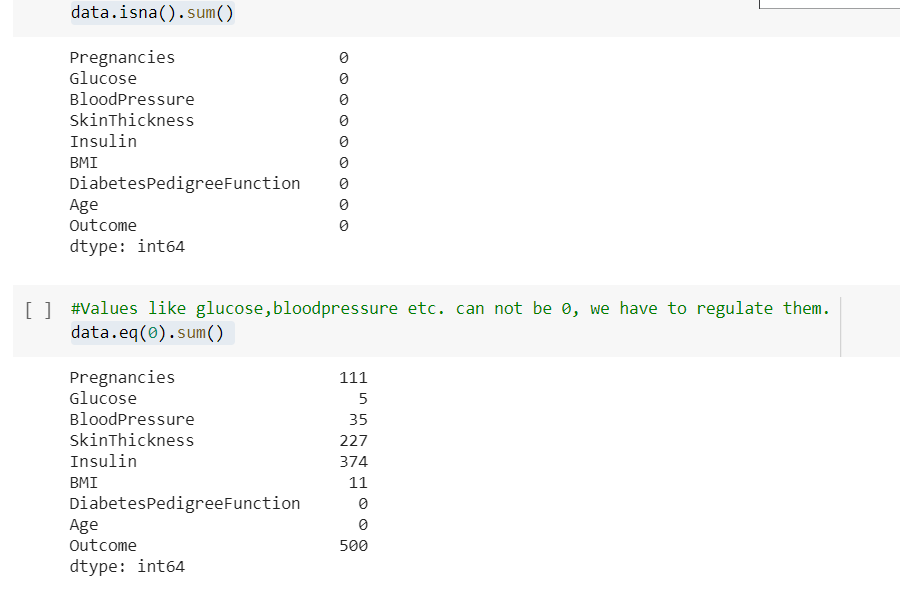 data.isna().sum()
Pregnancies 0
Glucose 0
BloodPressure 0
SkinThickness 0
Insulin 0
BMI 0
DiabetesPedigreeFunction 0
Age 0
Outcome 0
dtype: int64
[ ] #Values like glucose,bloodpressure etc. can not be 0, we have to regulate them.
data.eq(0).sum()
Pregnancies 111
Glucose 5
BloodPressure 35
SkinThickness 227
Insulin 374
BMI 11
DiabetesPedigreeFunction 0
Age 0
Outcome 500
dtype: int64